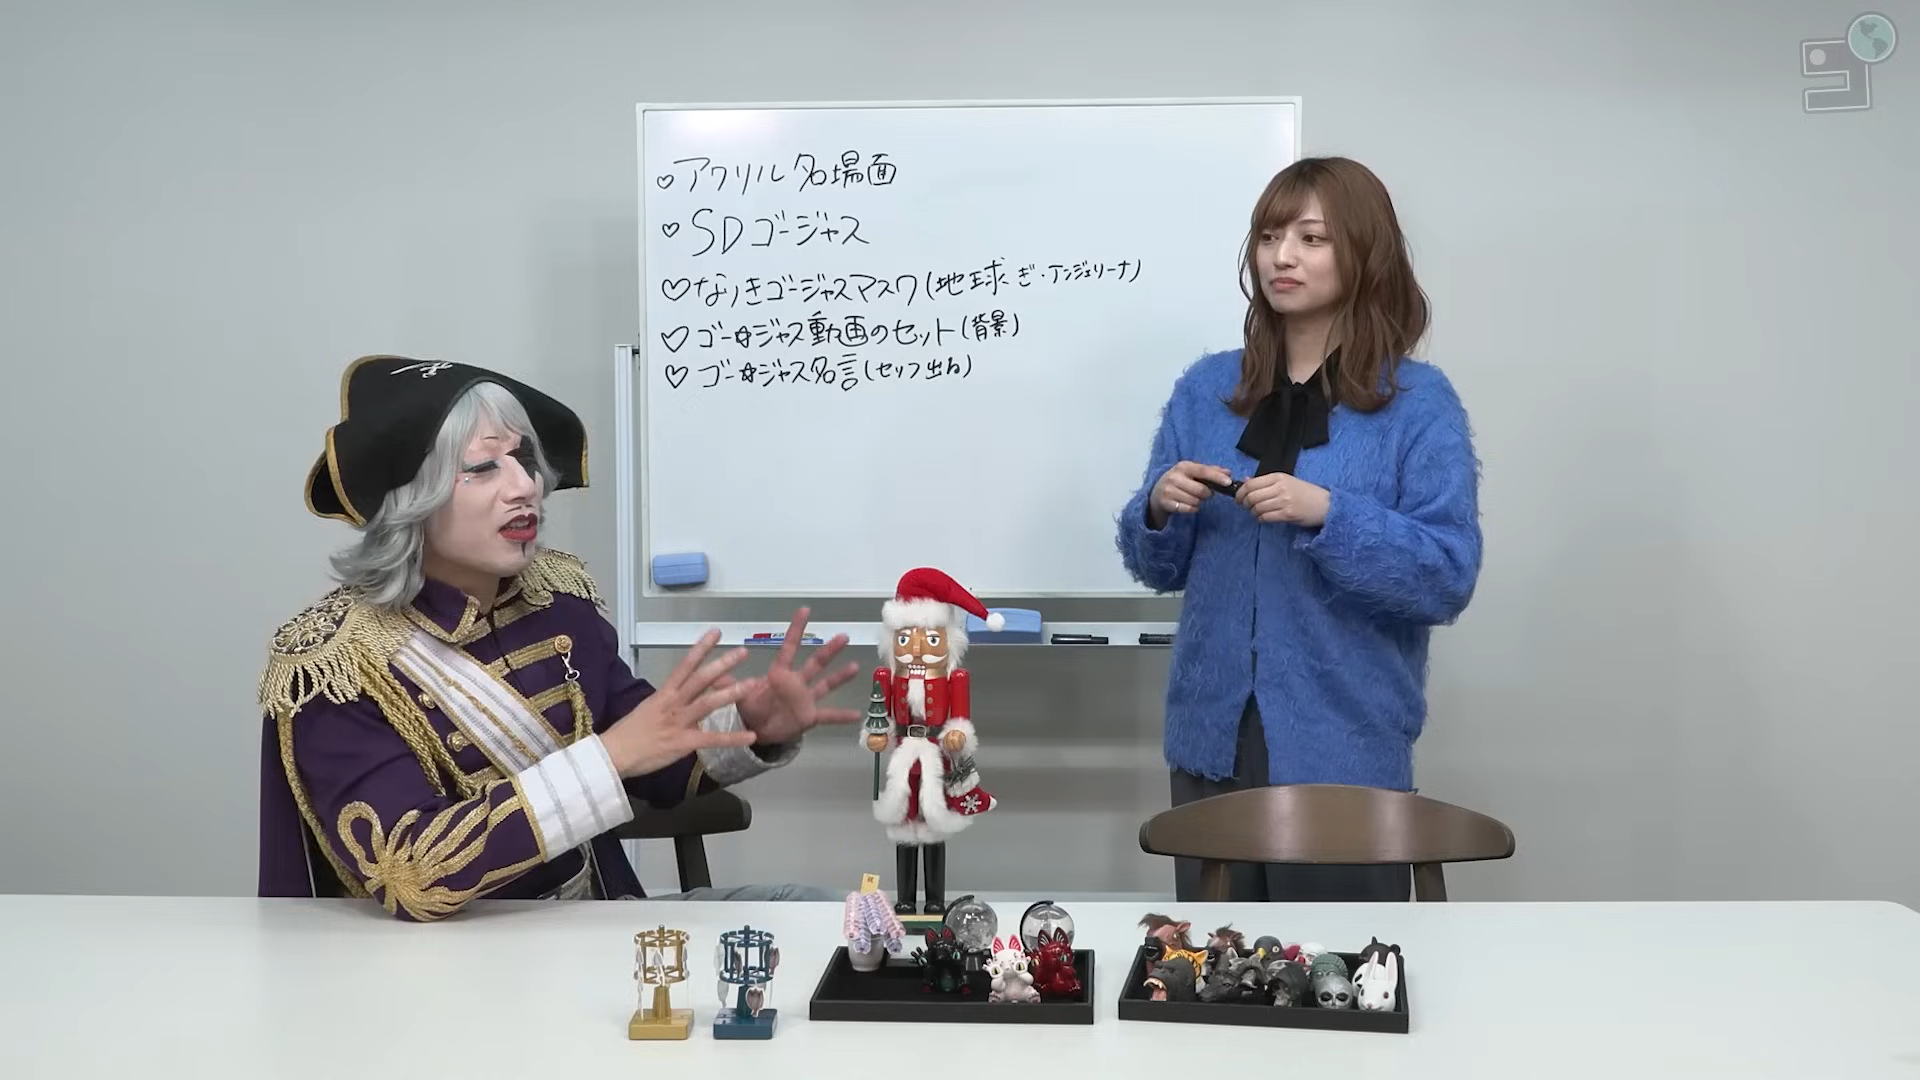 ♡アクリル名場面
♡SDゴージャス
♡なりきゴージャスマスク(地球ぎ・アンジェリーナ)
♡ゴー☆ジャス動画のセット(背景)
♡ゴー☆ジャス名言(セリフ出る)